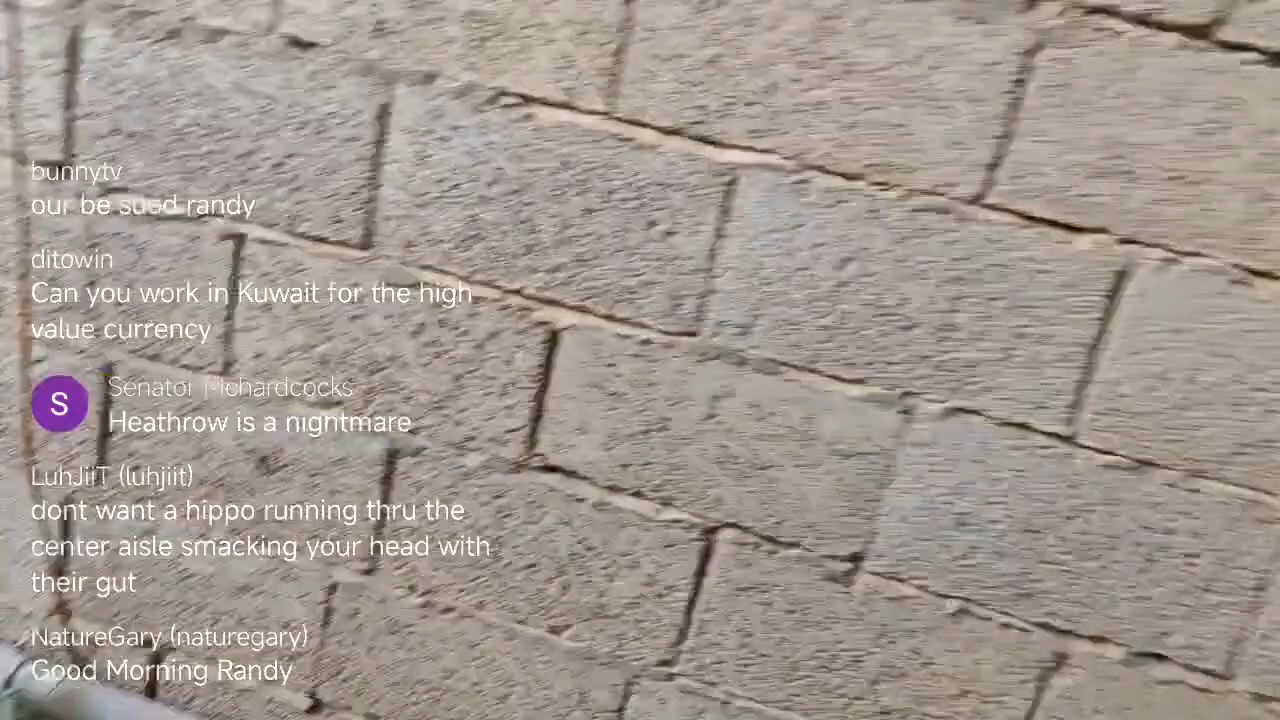 bunnytv
our be sued randy
ditowin
Can you work in Kuwait for the high
value currency
S
Senator Mchardcocks
Heathrow is a nightmare
LuhJiiT (luhjiit)
dont want a hippo running thru the
center aisle smacking your head with
their gut
NatureGary (naturegary)
Good Morning Randy